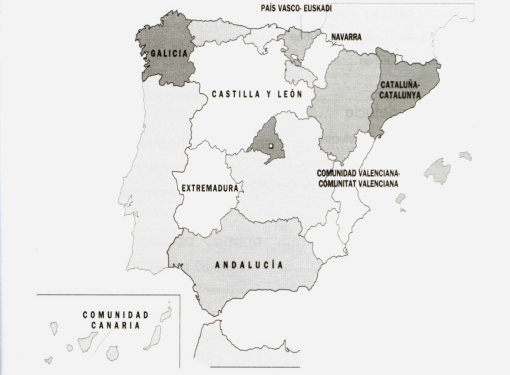 PAÍS VASCO- EUSKADI
NAVARRA
GALICIA
CASTILLA Y LEÓN
CATALUÑA-
CATALUNYA
COMUNIDAD VALENCIANA-
COMUNITAT VALENCIANA
EXTREMADURA
ANDALUCÍA
COMUNIDAD
CANARIA